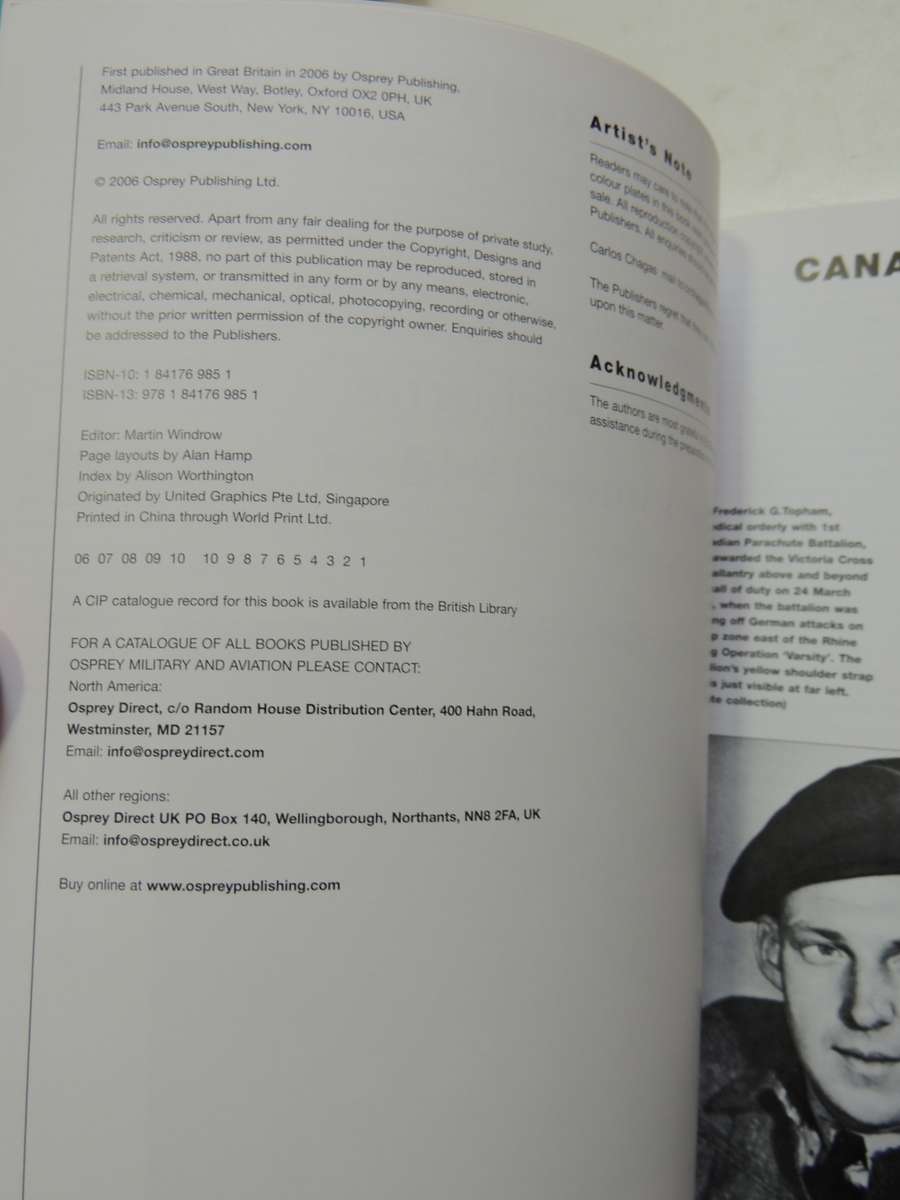 First published in Great Britain in 2006 by Osprey Publishing,
Midland House, West Way, Botley, Oxford OX2 0PH, UK
443 Park Avenue South, New York, NY 10016, USA
Email: info@ospreypublishing.com
© 2006 Osprey Publishing Ltd.
All rights reserved. Apart from any fair dealing for the purpose of private study,
research, criticism or review, as permitted under the Copyright, Designs and
Patents Act, 1988, no part of this publication may be reproduced, stored in
a retrieval system, or transmitted in any form or by any means, electronic,
electrical, chemical, mechanical, optical, photocopying, recording or otherwise,
without the prior written permission of the copyright owner. Enquiries should
be addressed to the Publishers.
ISBN-10: 1 84176 985 1
ISBN-13: 978 1 84176 985 1
Editor: Martin Windrow
Page layouts by Alan Hamp
Index by Alison Worthington
Originated by United Graphics Pte Ltd, Singapore
Printed in China through World Print Ltd.
06 07 08 09 10 10 9 8 7 6 5 4 3 2 1
A CIP catalogue record for this book is available from the British Library
FOR A CATALOGUE OF ALL BOOKS PUBLISHED BY
OSPREY MILITARY AND AVIATION PLEASE CONTACT:
North America:
Osprey Direct, c/o Random House Distribution Center, 400 Hahn Road,
Westminster, MD 21157
Email: info@ospreydirect.com
All other regions:
Osprey Direct UK PO Box 140, Wellingborough, Northants, NN8 2FA, UK
Email: info@ospreydirect.co.uk
Buy online at www.ospreypublishing.com
Artist's Note
Readers may care to
colour plates in this book
sale. All reproduction
Publishers. All enquiries
Carlos Chagas
The Publishers regret that
upon this matter.
Acknowledgments
The authors are most grateful
assistance during the
CANA
Frederick G.Topham,
dical orderly with 1st
dian Parachute Battalion,
awarded the Victoria Cross
allantry above and beyond
all of duty on 24 March
, when the battalion was
ng off German attacks on
p zone east of the Rhine
g Operation 'Varsity'. The
lion's yellow shoulder strap
s just visible at far left.
te collection)